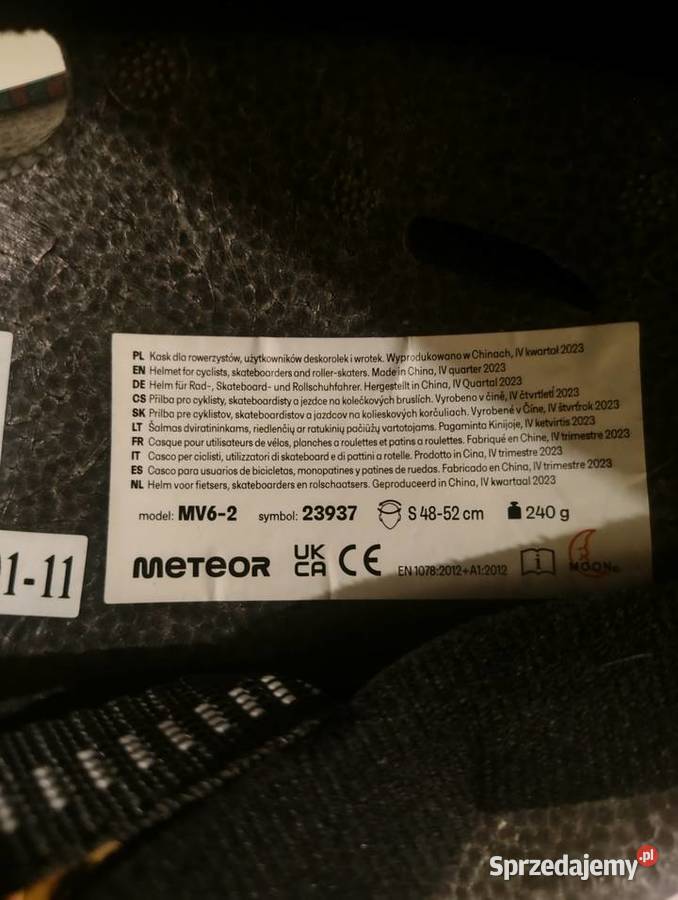 PL Kask dla rowerzystów, użytkowników deskorolek i wrotek. Wyprodukowano w Chinach, IV kwartał 2023
EN Helmet for cyclists, skateboarders and roller-skaters. Made in China, IV quarter 2023
DE Helm für Rad-, Skateboard- und Rollschuhfahrer. Hergestellt in China, IV Quartal 2023
CS Přilba pro cyklisty, skateboardisty a jezdce na kolečkových bruslích. Vyrobeno v číně, IV čtvrtletí 2023
SK Prilba pre cyklistov, skateboardistov a jazdcov na kolieskových korčuliach. Vyrobené v Číne, IV štvrťrok 2023
LT Šalmas dviratininkams, riedlenčių ar ratukinių pačiūžų vartotojams. Pagaminta Kinijoje, IV ketvirtis 2023
FR Casque pour utilisateurs de vélos, planches a roulettes et patins a roulettes. Fabriqué en Chine, IV trimestre 2023
IT Casco per ciclisti, utilizzatori di skateboard e di pattini a rotelle. Prodotto in Cina, IV trimestre 2023
ES Casco para usuarios de bicicletas, monopatines y patines de ruedas. Fabricado en China, IV trimestre 2023
NL Helm voor fietsers, skateboarders en rolschaatsers. Geproduceerd in China, IV kwartaal 2023
model: MV6-2 symbol: 23937 S 48-52 cm 240 g
METEOR UK CA CE EN 1078:2012+A1:2012 i MOON
1-11
Sprzedajemy.pl